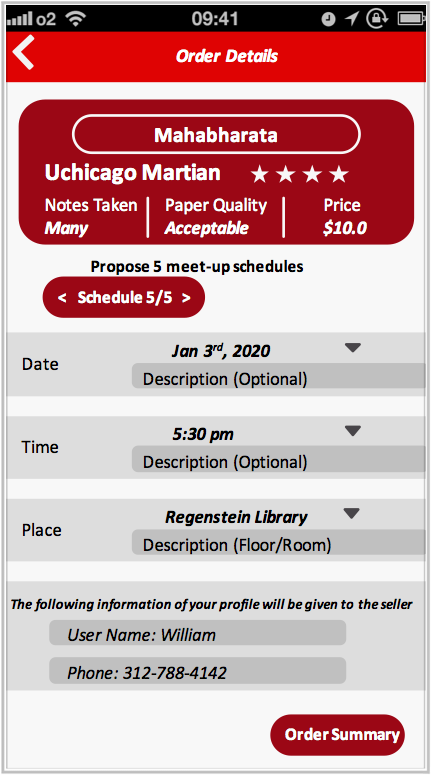 o2 09:41
Order Details
Mahabharata
Uchicago Martian ★ ★ ★ ★
Notes Taken Paper Quality Price
Many Acceptable $10.0
Propose 5 meet-up schedules
< Schedule 5/5 >
Jan 3rd, 2020
Date
Description (Optional)
5:30 pm
Time
Description (Optional)
Regenstein Library
Place
Description (Floor/Room)
The following information of your profile will be given to the seller
User Name: William
Phone: 312-788-4142
Order Summary